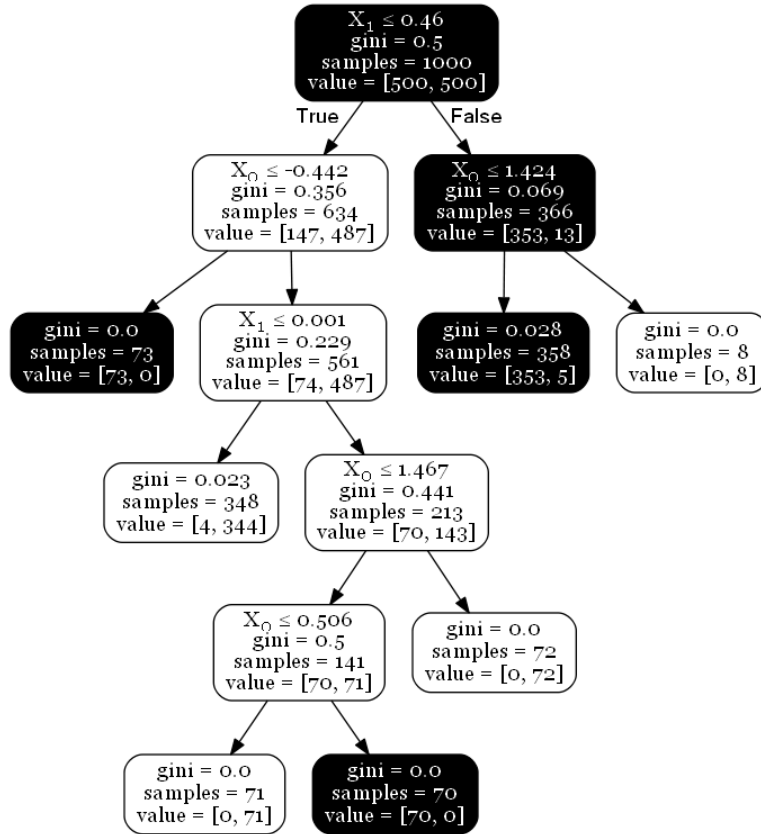 X₁ ≤ 0.46
gini = 0.5
samples = 1000
value = [500, 500]
True
False
X₀ ≤ -0.442
gini = 0.356
samples = 634
value = [147, 487]
X₀ ≤ 1.424
gini = 0.069
samples = 366
value = [353, 13]
gini = 0.0
samples = 73
value = [73, 0]
X₁ ≤ 0.001
gini = 0.229
samples = 561
value = [74, 487]
gini = 0.028
samples = 358
value = [353, 5]
gini = 0.0
samples = 8
value = [0, 8]
gini = 0.023
samples = 348
value = [4, 344]
X₀ ≤ 1.467
gini = 0.441
samples = 213
value = [70, 143]
X₀ ≤ 0.506
gini = 0.5
samples = 141
value = [70, 71]
gini = 0.0
samples = 72
value = [0, 72]
gini = 0.0
samples = 71
value = [0, 71]
gini = 0.0
samples = 70
value = [70, 0]